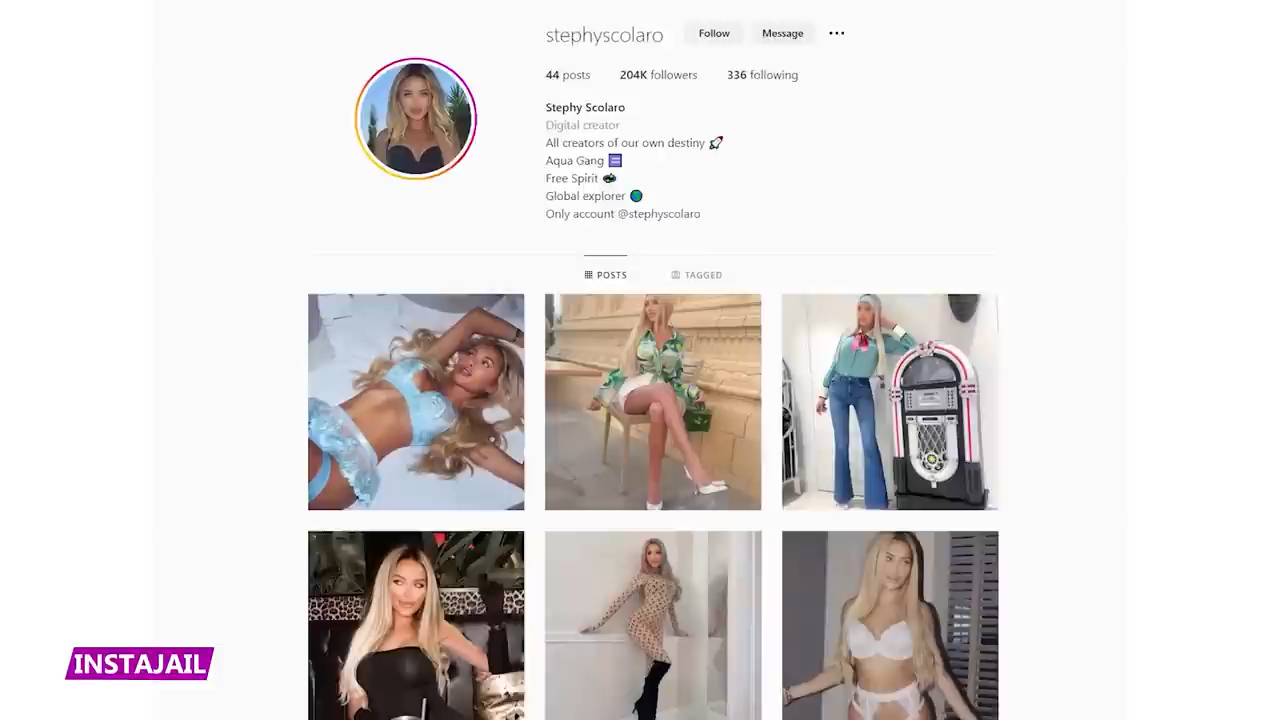 stephyscolaro Follow Message
44 posts 204K followers 336 following
Stephy Scolaro
Digital creator
All creators of our own destiny 🚀
Aqua Gang ♒
Free Spirit
Global explorer 🌍
Only account @stephyscolaro
POSTS TAGGED
INSTAJAIL